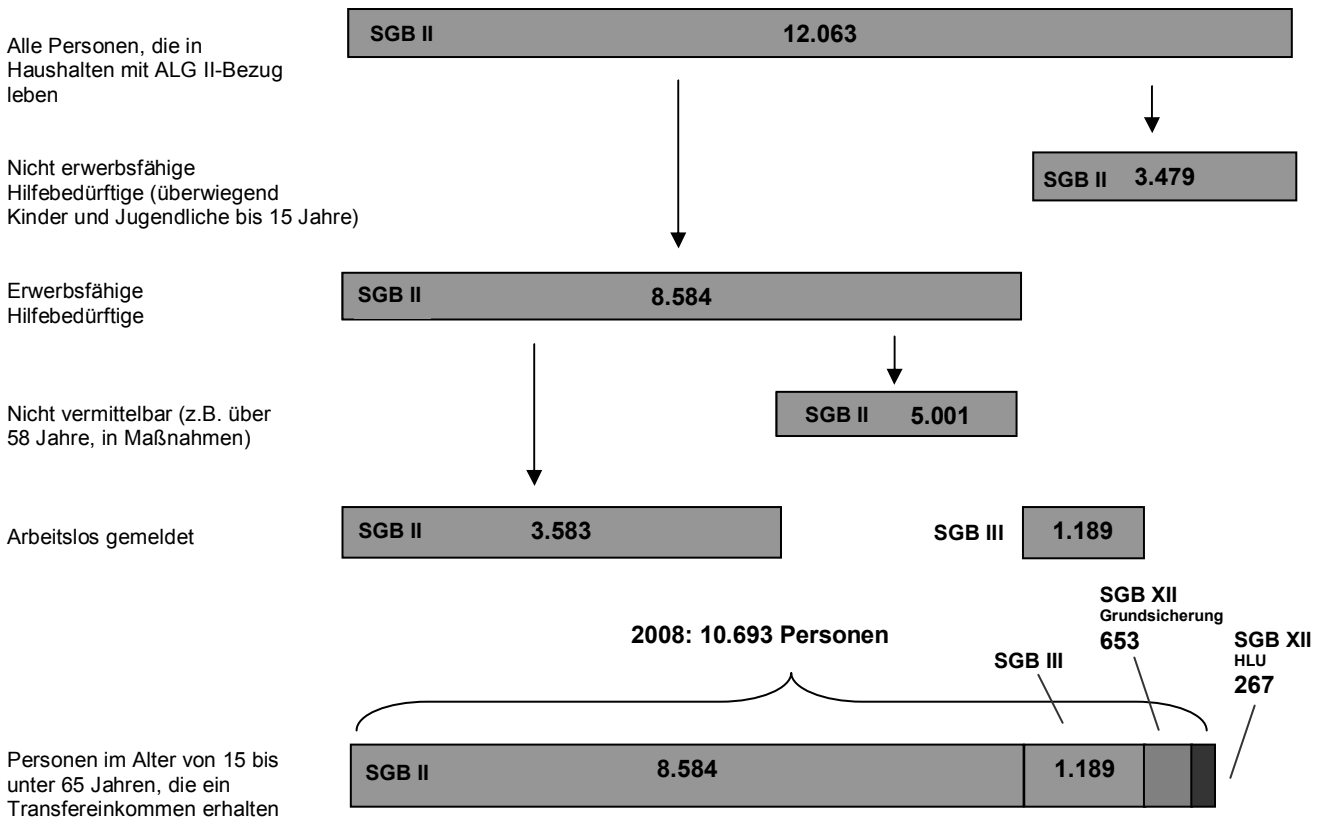 Alle Personen, die in
Haushalten mit ALG II-Bezug
leben
SGB II 12.063
Nicht erwerbsfähige
Hilfebedürftige (überwiegend
Kinder und Jugendliche bis 15 Jahre)
SGB II 3.479
Erwerbsfähige
Hilfebedürftige
SGB II 8.584
Nicht vermittelbar (z.B. über
58 Jahre, in Maßnahmen)
SGB II 5.001
Arbeitslos gemeldet
SGB II 3.583
SGB III 1.189
2008: 10.693 Personen
SGB III
SGB XII
Grundsicherung
653
SGB XII
HLU
267
Personen im Alter von 15 bis
unter 65 Jahren, die ein
Transfereinkommen erhalten
SGB II 8.584 1.189